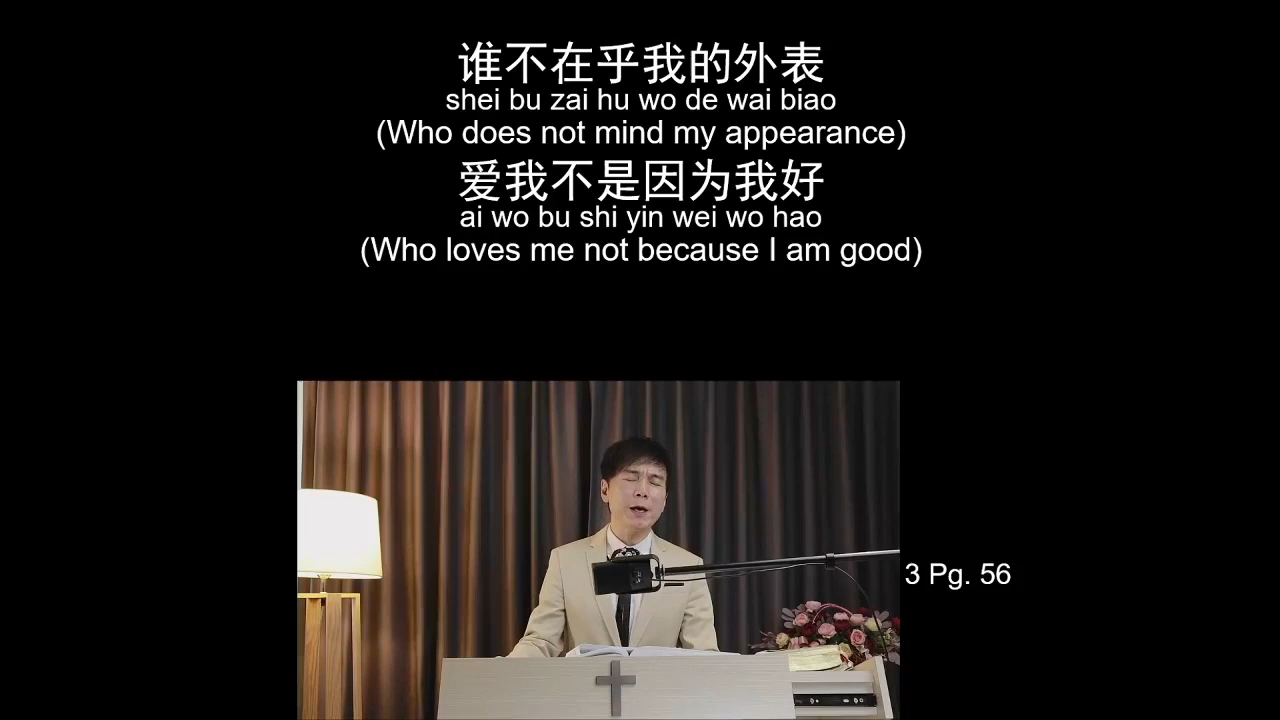 谁不在乎我的外表
shei bu zai hu wo de wai biao
(Who does not mind my appearance)
爱我不是因为我好
ai wo bu shi yin wei wo hao
(Who loves me not because I am good)
3 Pg. 56